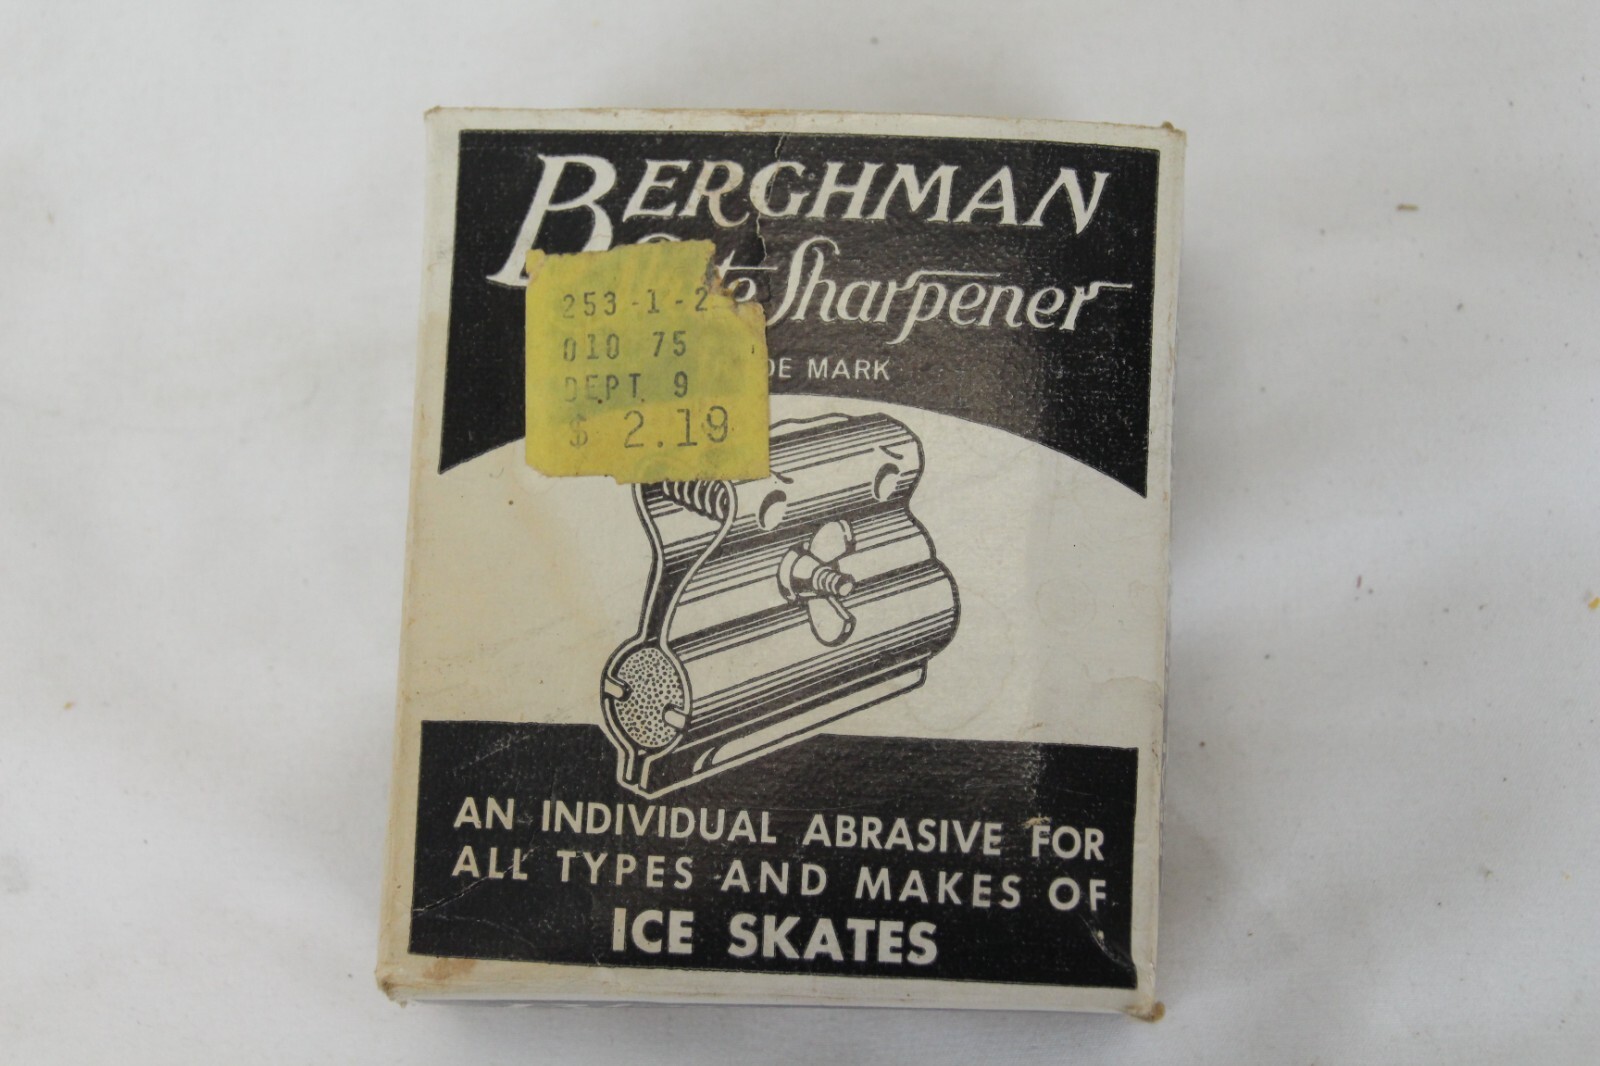 BERGHMAN
Sharpener
MARK
253-1-2
010 75
DEPT. 9
$ 2.19
AN INDIVIDUAL ABRASIVE FOR
ALL TYPES AND MAKES OF
ICE SKATES